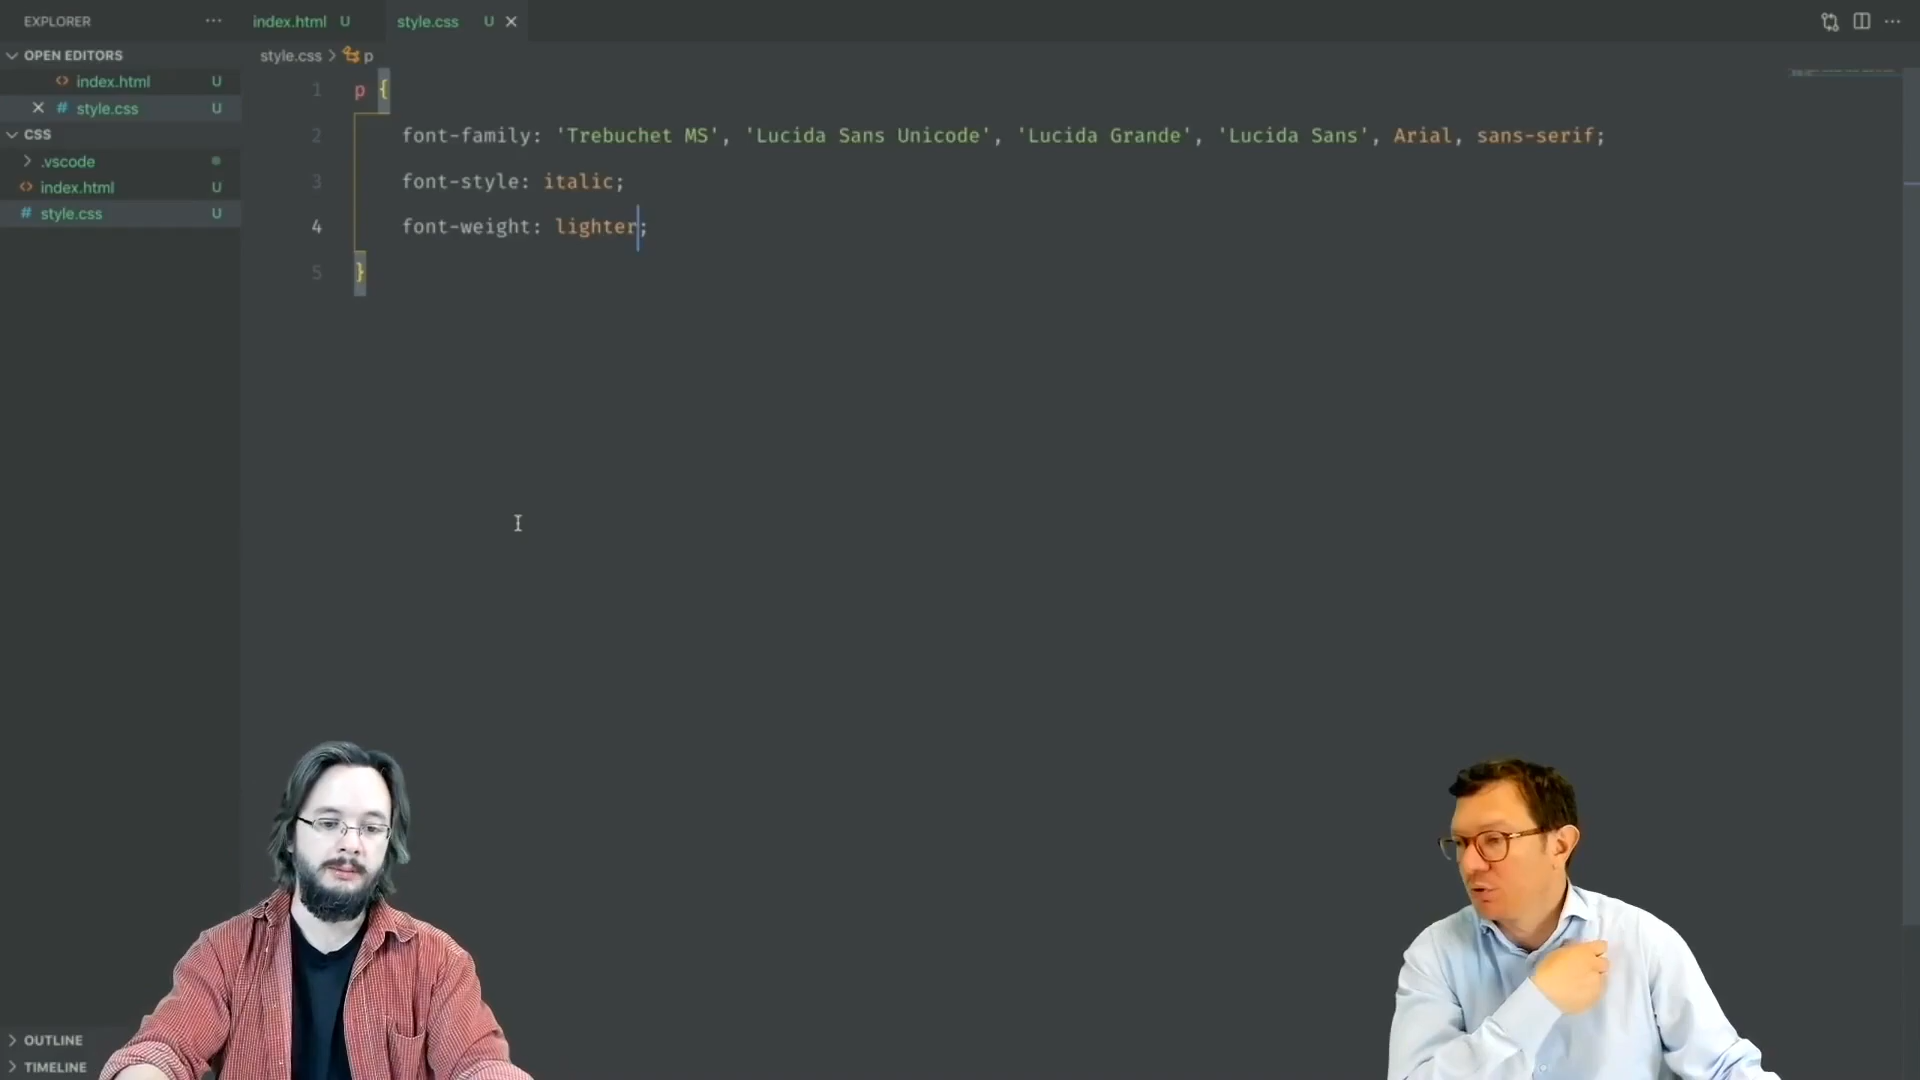 EXPLORER ···
index.html U
style.css U
OPEN EDITORS
index.html U
style.css U
CSS
.vscode
index.html U
style.css U
OUTLINE
TIMELINE
style.css > p
1 p {
2 font-family: 'Trebuchet MS', 'Lucida Sans Unicode', 'Lucida Grande', 'Lucida Sans', Arial, sans-serif;
3 font-style: italic;
4 font-weight: lighter;
5 }